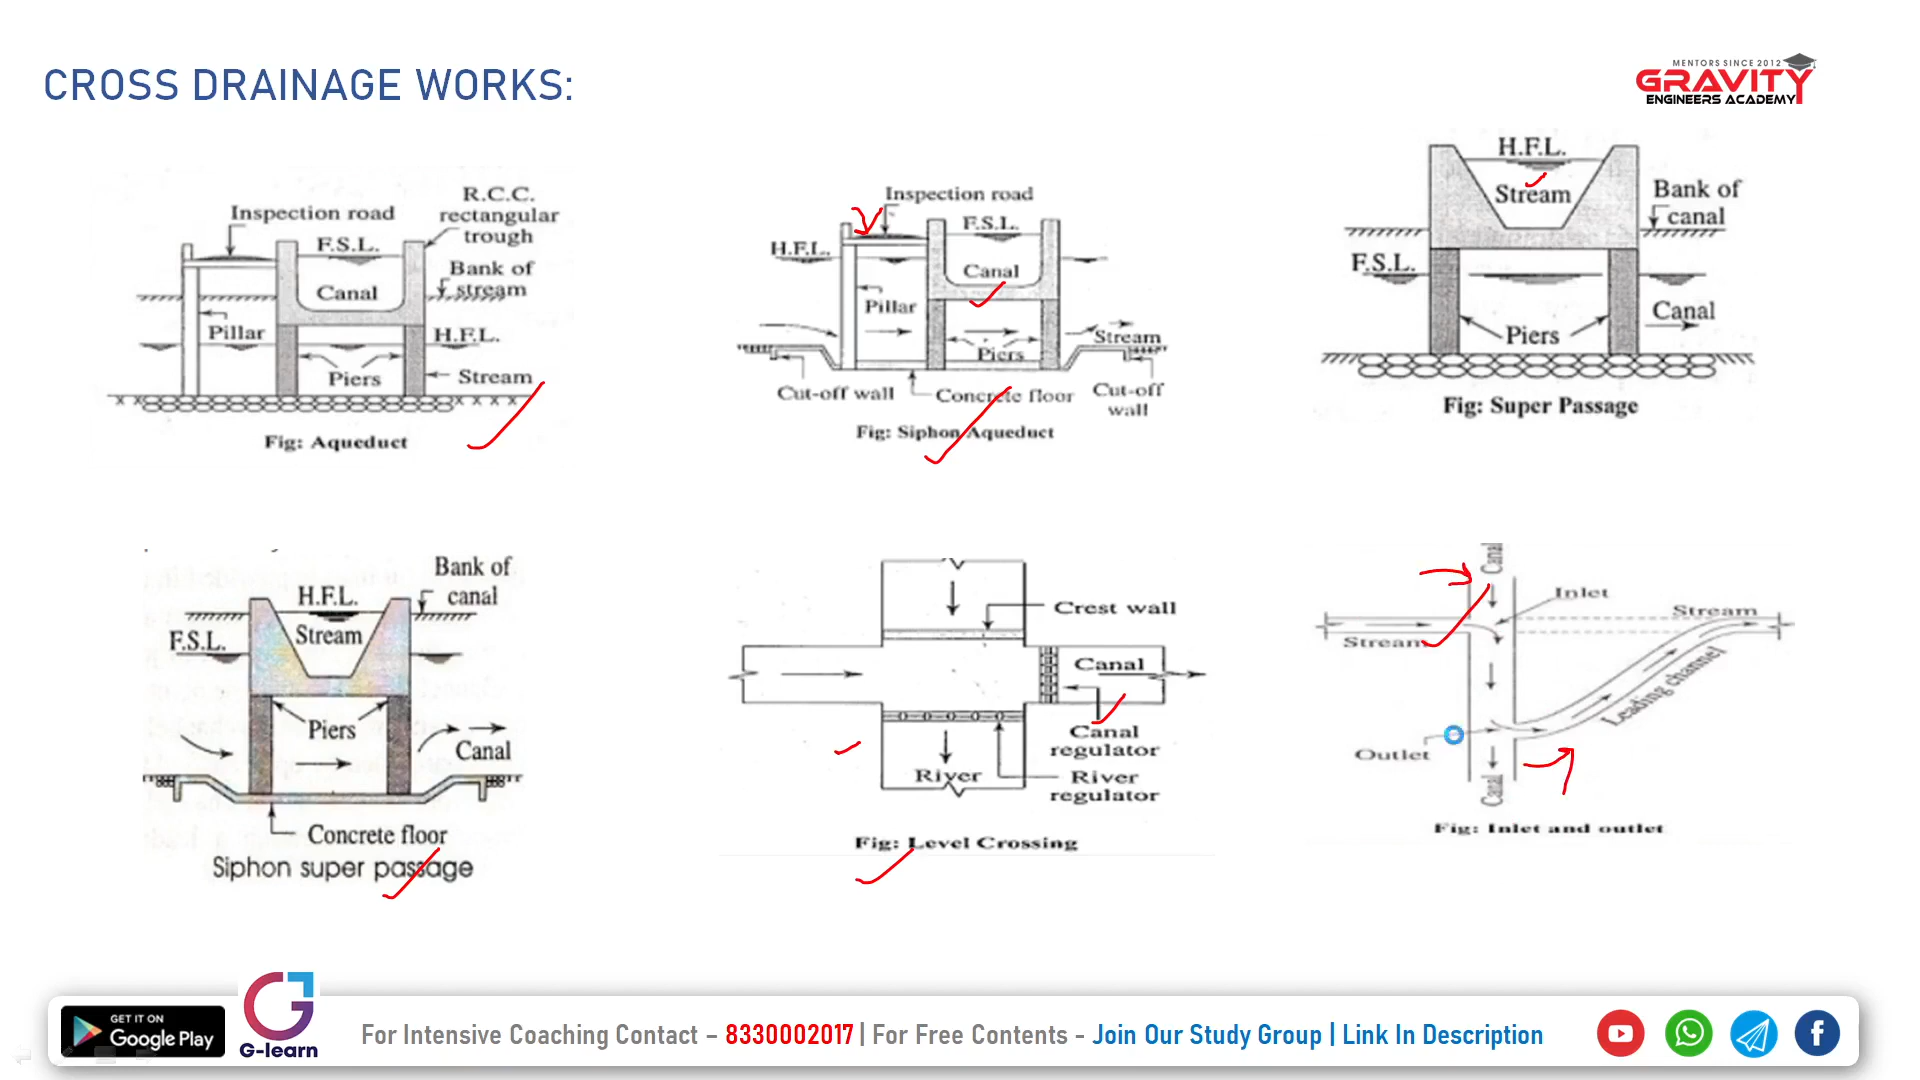 CROSS DRAINAGE WORKS:
MENTORS SINCE 2012
GRAVITY
ENGINEERS ACADEMY
Inspection road
R.C.C.
rectangular
trough
F.S.L.
Bank of
stream
Canal
Pillar
H.F.L.
Piers
Stream
Fig: Aqueduct
Inspection road
F.S.L.
H.F.L.
Canal
Pillar
Stream
Piers
Cut-off wall
Concrete floor
Cut-off
wall
Fig: Siphon Aqueduct
H.F.L.
Stream
Bank of
canal
F.S.L.
Canal
Piers
Fig: Super Passage
Bank of
canal
H.F.L.
F.S.L.
Stream
Piers
Canal
Concrete floor
Siphon super passage
Crest wall
Canal
Canal
regulator
River
River
regulator
Fig: Level Crossing
Canal
Inlet
Stream
Stream
Leading channel
Outlet
Canal
Fig: Inlet and outlet
GET IT ON
Google Play
G-learn
For Intensive Coaching Contact – 8330002017 | For Free Contents - Join Our Study Group | Link In Description